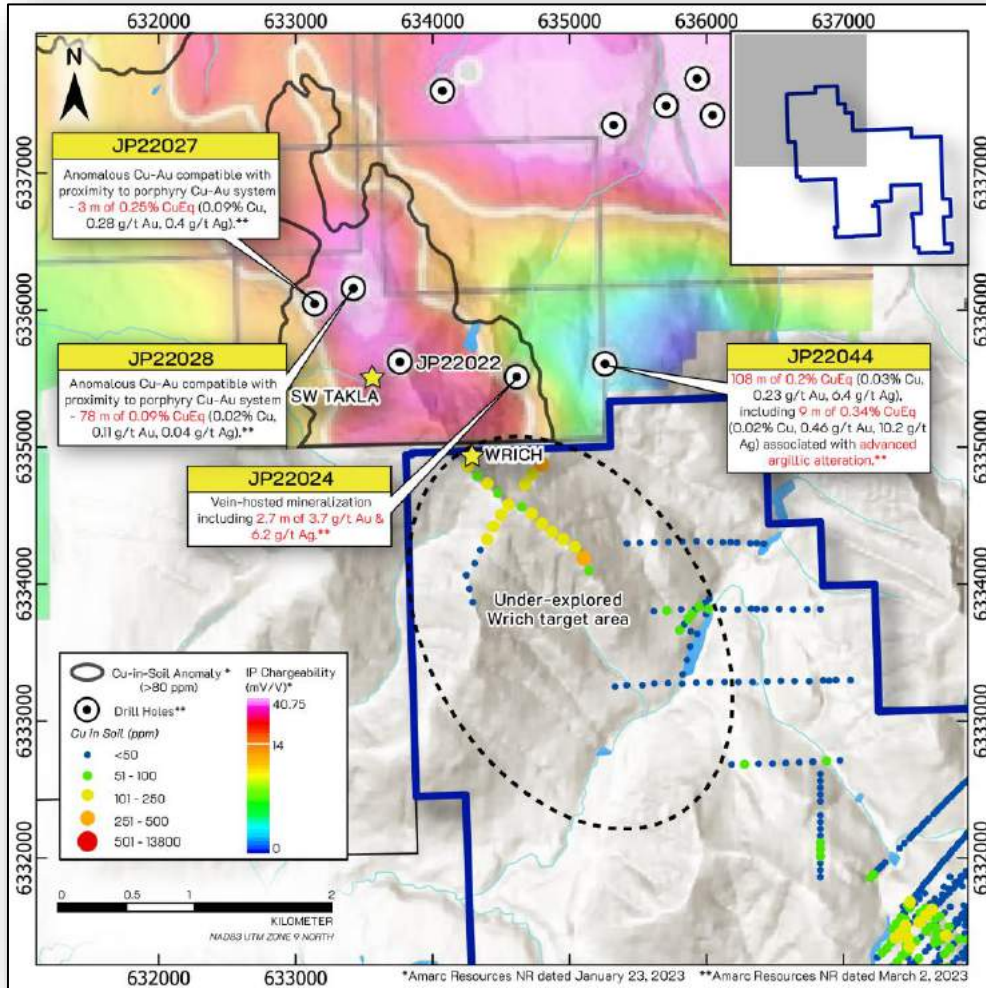 632000 633000 634000 635000 636000 637000
N
6337000
6336000
6335000
6334000
6333000
6332000
JP22027
Anomalous Cu-Au compatible with
proximity to porphyry Cu-Au system
- 3 m of 0.25% CuEq (0.09% Cu,
0.28 g/t Au, 0.4 g/t Ag).**
JP22028
Anomalous Cu-Au compatible with
proximity to porphyry Cu-Au system
- 78 m of 0.09% CuEq (0.02% Cu,
0.11 g/t Au, 0.04 g/t Ag).**
JP22022
SW TAKLA
JP22044
108 m of 0.2% CuEq (0.03% Cu,
0.23 g/t Au, 6.4 g/t Ag),
including 9 m of 0.34% CuEq
(0.02% Cu, 0.46 g/t Au, 10.2 g/t
Ag) associated with advanced
argillic alteration.**
JP22024
Vein-hosted mineralization
including 2.7 m of 3.7 g/t Au &
6.2 g/t Ag.**
WRICH
Under-explored
Wrich target area
Cu-in-Soil Anomaly *
(>80 ppm)
Drill Holes**
Cu in Soil (ppm)
<50
51 - 100
101 - 250
251 - 500
501 - 13800
IP Chargeability
(mV/V)*
40.75
14
0
0 0.5 1 2
KILOMETER
NAD83 UTM ZONE 9 NORTH
6337000
6336000
6335000
6334000
6333000
6332000
*Amarc Resources NR dated January 23, 2023 **Amarc Resources NR dated March 2, 2023
632000 633000 634000 635000 636000 637000